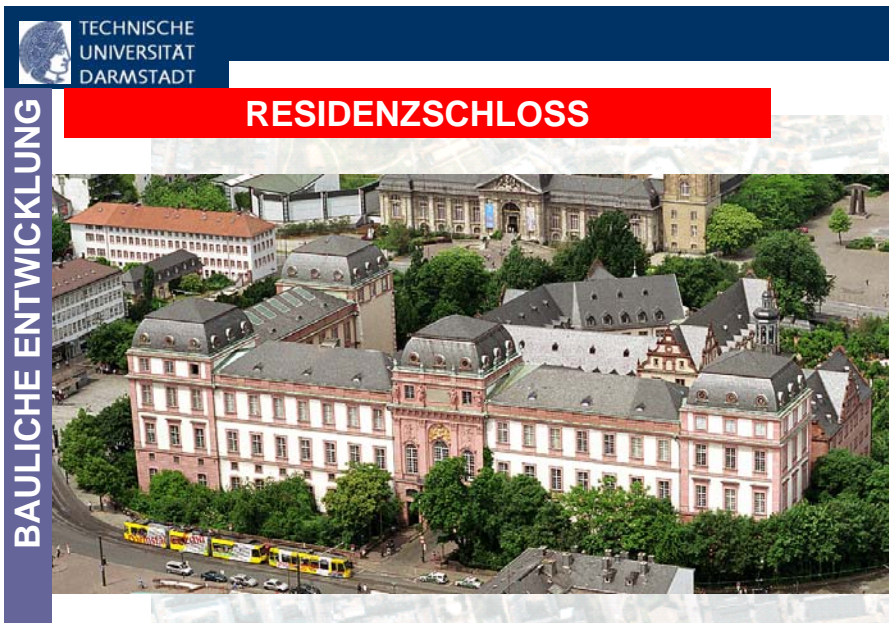 TECHNISCHE
UNIVERSITÄT
DARMSTADT
RESIDENZSCHLOSS
BAULICHE ENTWICKLUNG